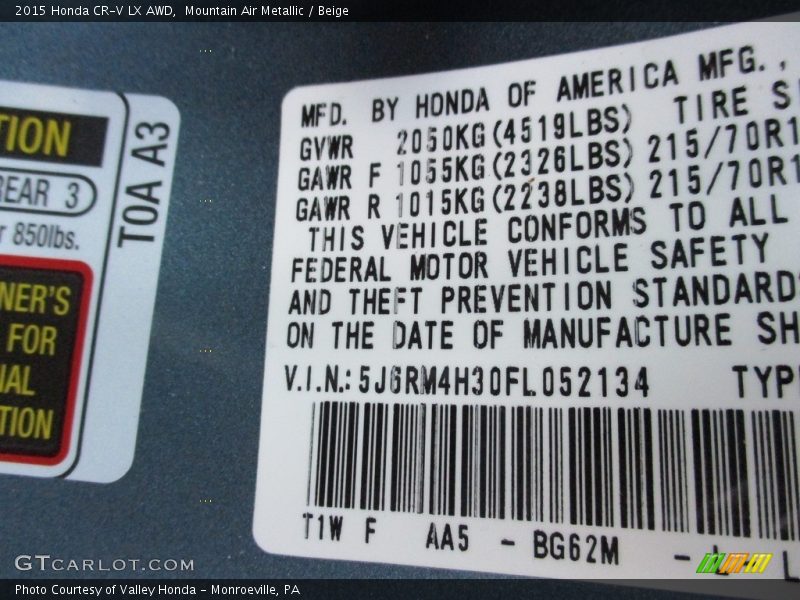 2015 Honda CR-V LX AWD,  Mountain Air Metallic / Beige
TION
REAR 3
850lbs.
NER'S
FOR
TION
TOA A3
MFD. BY HONDA OF AMERICA MFG.,
GVWR 2050KG(4519LBS) TIRE S
GAWR F 1055KG(2326LBS) 215/70R1
GAWR R 1015KG(2238LBS) 215/70R1
THIS VEHICLE CONFORMS TO ALL
FEDERAL MOTOR VEHICLE SAFETY
AND THEFT PREVENTION STANDARDS
ON THE DATE OF MANUFACTURE SH
V.I.N.: 5J6RM4H30FL052134 TYPE
T1W F AA5 - BG62M - L L
GTCARLOT.COM
Photo Courtesy of Valley Honda - Monroeville, PA